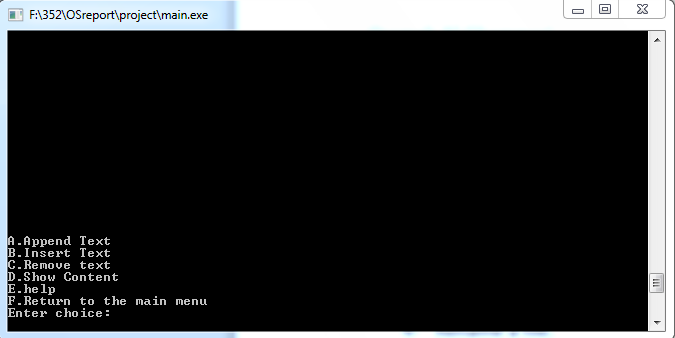 F:\352\OSreport\project\main.exe
A.Append Text
B.Insert Text
C.Remove text
D.Show Content
E.help
F.Return to the main menu
Enter choice: